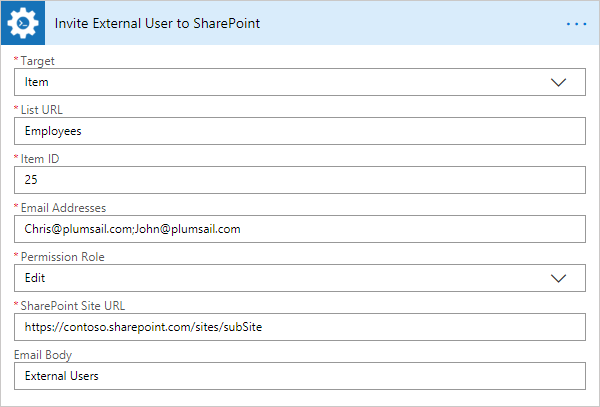 Invite External User to SharePoint
* Target
Item
* List URL
Employees
* Item ID
25
* Email Addresses
Chris@plumsail.com;John@plumsail.com
* Permission Role
Edit
* SharePoint Site URL
https://contoso.sharepoint.com/sites/subSite
Email Body
External Users